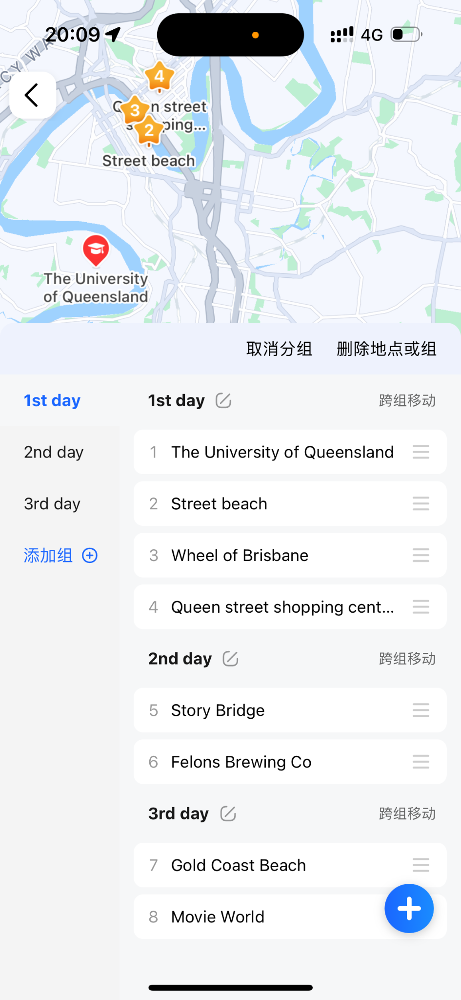 20:09
4G
CY WA
4
3
2
Q n street
s ping...
Street beach
The University
of Queensland
取消分组 删除地点或组
1st day
2nd day
3rd day
添加组
1st day 跨组移动
1 The University of Queensland
2 Street beach
3 Wheel of Brisbane
4 Queen street shopping cent...
2nd day 跨组移动
5 Story Bridge
6 Felons Brewing Co
3rd day 跨组移动
7 Gold Coast Beach
8 Movie World